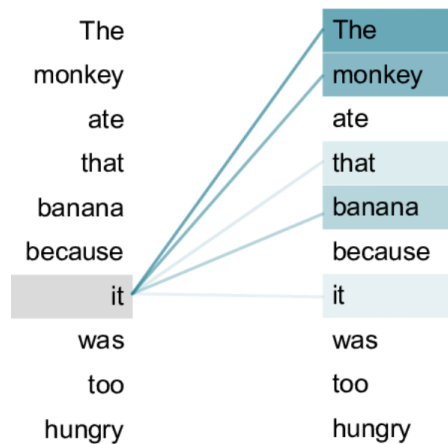 The
monkey
ate
that
banana
because
it
was
too
hungry
The
monkey
ate
that
banana
because
it
was
too
hungry